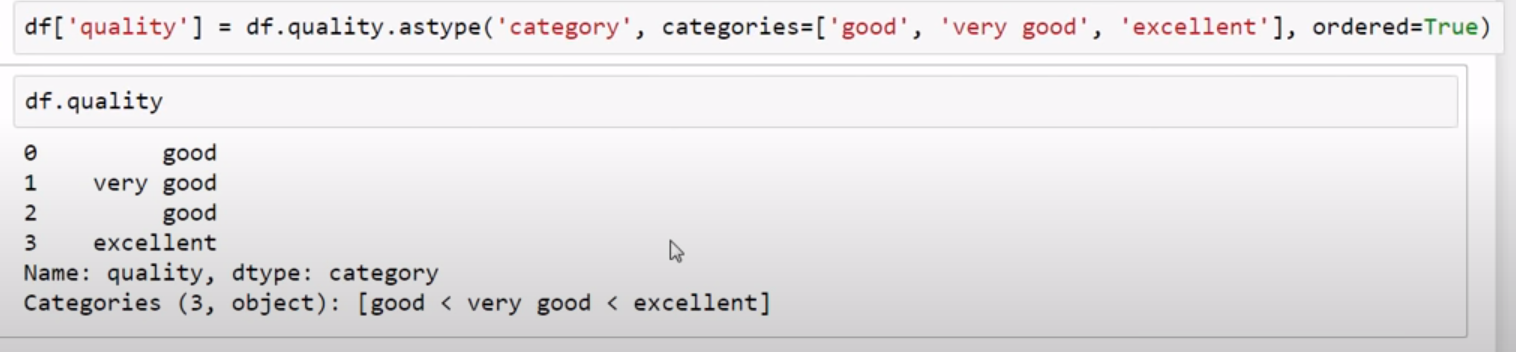 df['quality'] = df.quality.astype('category', categories=['good', 'very good', 'excellent'], ordered=True)
df.quality
0         good
1    very good
2         good
3    excellent
Name: quality, dtype: category
Categories (3, object): [good < very good < excellent]